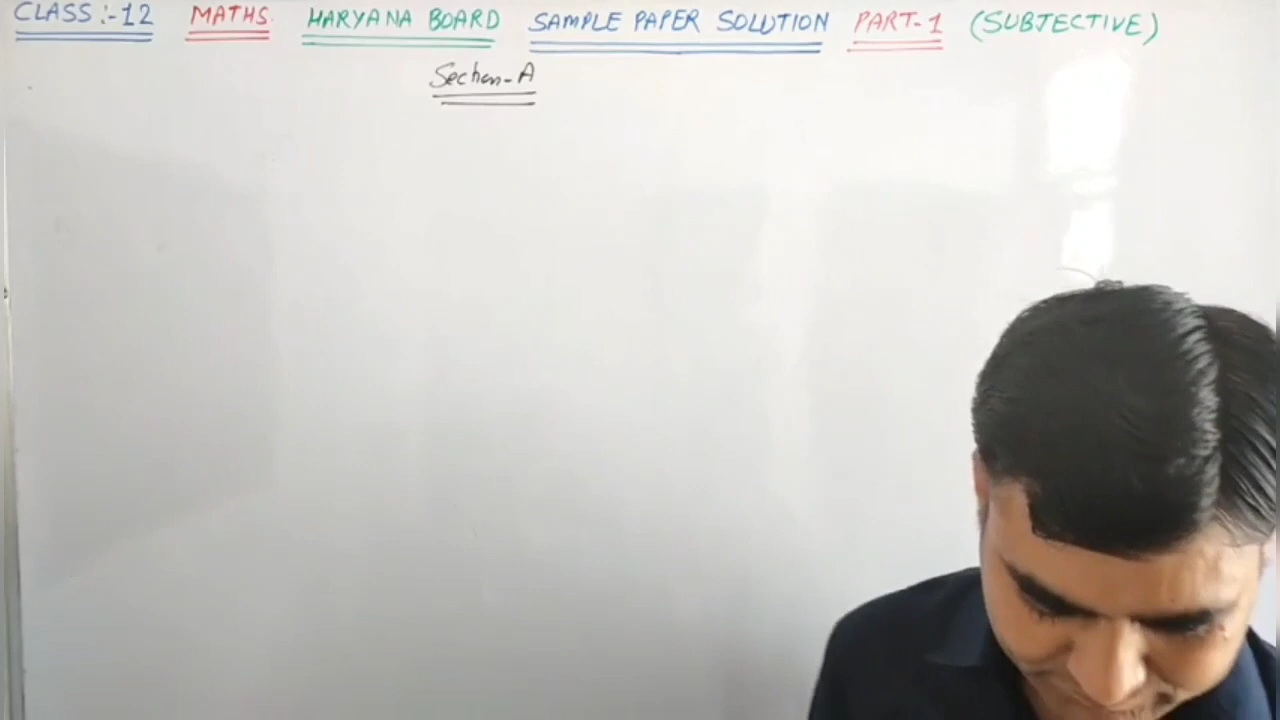 CLASS :- 12 MATHS. HARYANA BOARD SAMPLE PAPER SOLUTION PART-1 (SUBJECTIVE)
Section-A